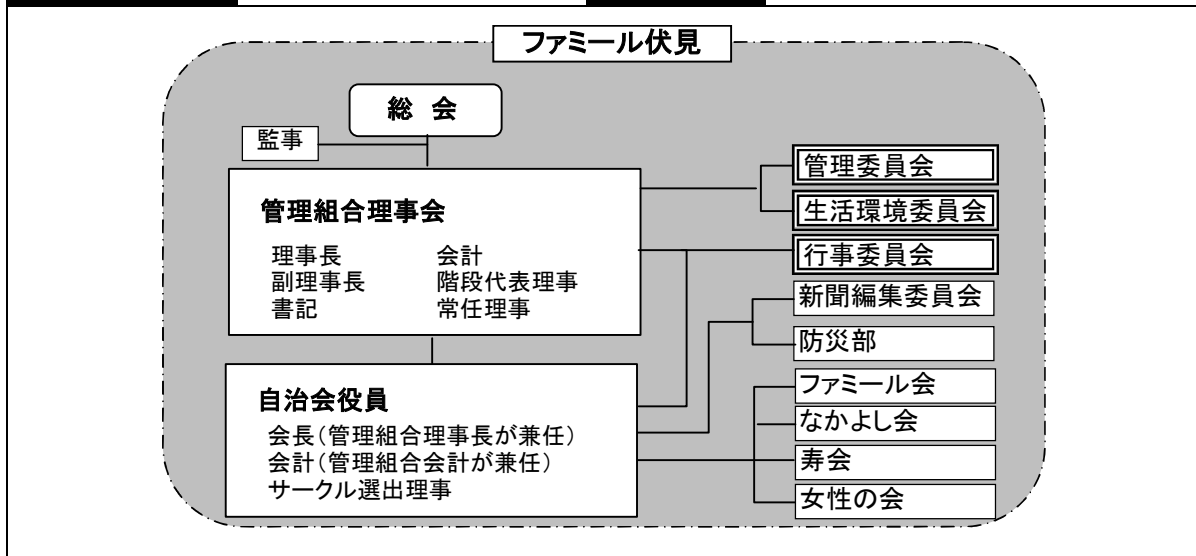 ファミール伏見
総 会
監事
管理組合理事会
理事長 会計
副理事長 階段代表理事
書記 常任理事
自治会役員
会長(管理組合理事長が兼任)
会計(管理組合会計が兼任)
サークル選出理事
管理委員会
生活環境委員会
行事委員会
新聞編集委員会
防災部
ファミール会
なかよし会
寿会
女性の会